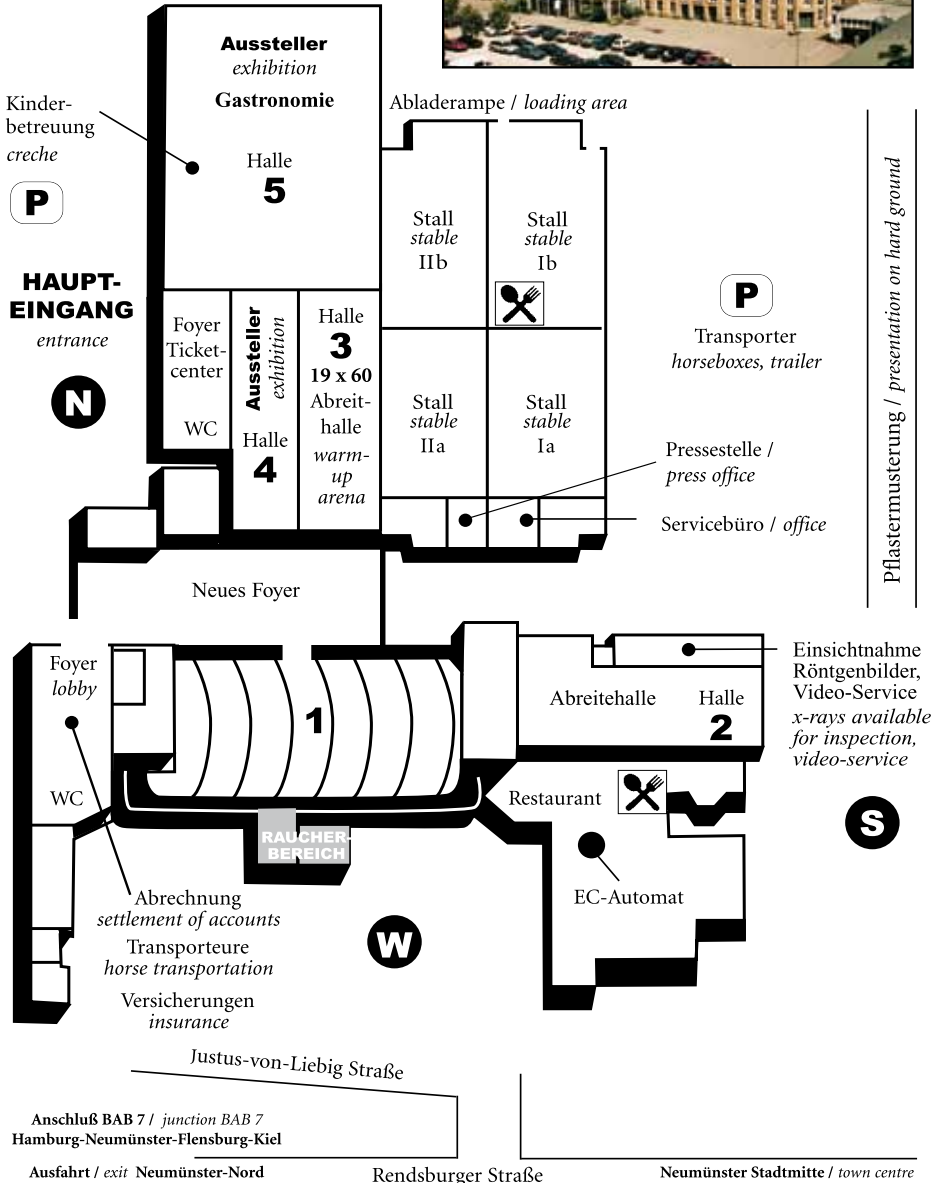 Aussteller
exhibition
Gastronomie
Halle
5
Kinder-
betreuung
creche
P
HAUPT-
EINGANG
entrance
N
Abladerampe / loading area
Stall
stable
IIb
Stall
stable
Ib
Foyer
Ticket-
center
WC
Aussteller
exhibition
Halle
4
Halle
3
19 x 60
Abreit-
halle
warm-
up
arena
Stall
stable
IIa
Stall
stable
Ia
P
Transporter
horseboxes, trailer
Pflastermusterung / presentation on hard ground
Pressestelle /
press office
Servicebüro / office
Neues Foyer
Foyer
lobby
WC
1
Abreitehalle
Halle
2
Einsichtnahme
Röntgenbilder,
Video-Service
x-rays available
for inspection,
video-service
S
Restaurant
EC-Automat
RAUCHER-
BEREICH
W
Abrechnung
settlement of accounts
Transporteure
horse transportation
Versicherungen
insurance
Justus-von-Liebig Straße
Anschluß BAB 7 / junction BAB 7
Hamburg-Neumünster-Flensburg-Kiel
Ausfahrt / exit Neumünster-Nord
Rendsburger Straße
Neumünster Stadtmitte / town centre